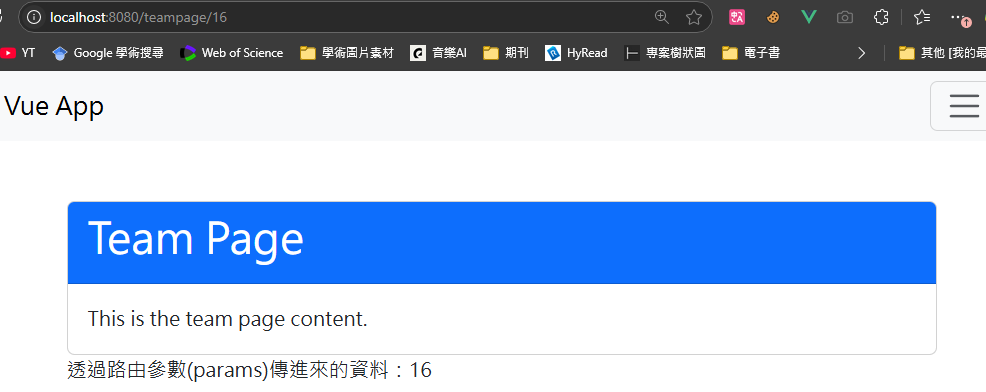 localhost:8080/teampage/16
YT
Google 學術搜尋
Web of Science
學術圖片素材
音樂AI
期刊
HyRead
專案樹狀圖
電子書
其他 [我的最
Vue App
Team Page
This is the team page content.
透過路由參數(params)傳進來的資料：16